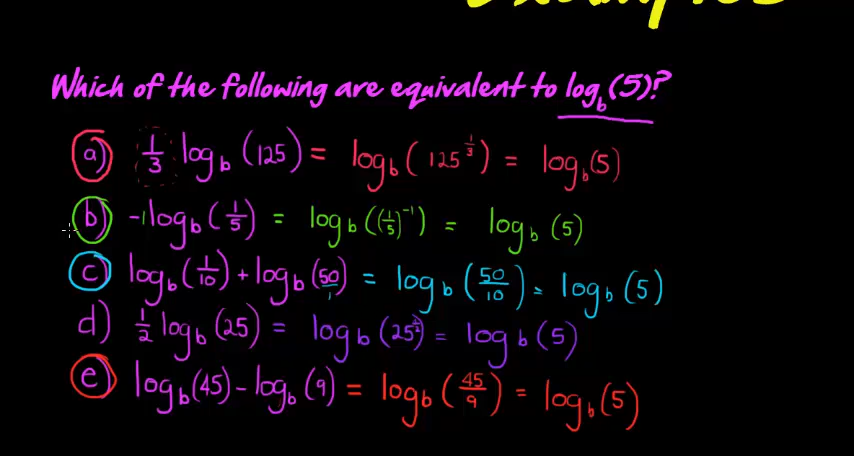 Examples
Which of the following are equivalent to log_b(5)?
a) 1/3 log_b(125) = log_b(125^(1/3)) = log_b(5)
b) -1 log_b(1/5) = log_b((1/5)^-1) = log_b(5)
c) log_b(1/10) + log_b(50/1) = log_b(50/10) = log_b(5)
d) 1/2 log_b(25) = log_b(25^(1/2)) = log_b(5)
e) log_b(45) - log_b(9) = log_b(45/9) = log_b(5)